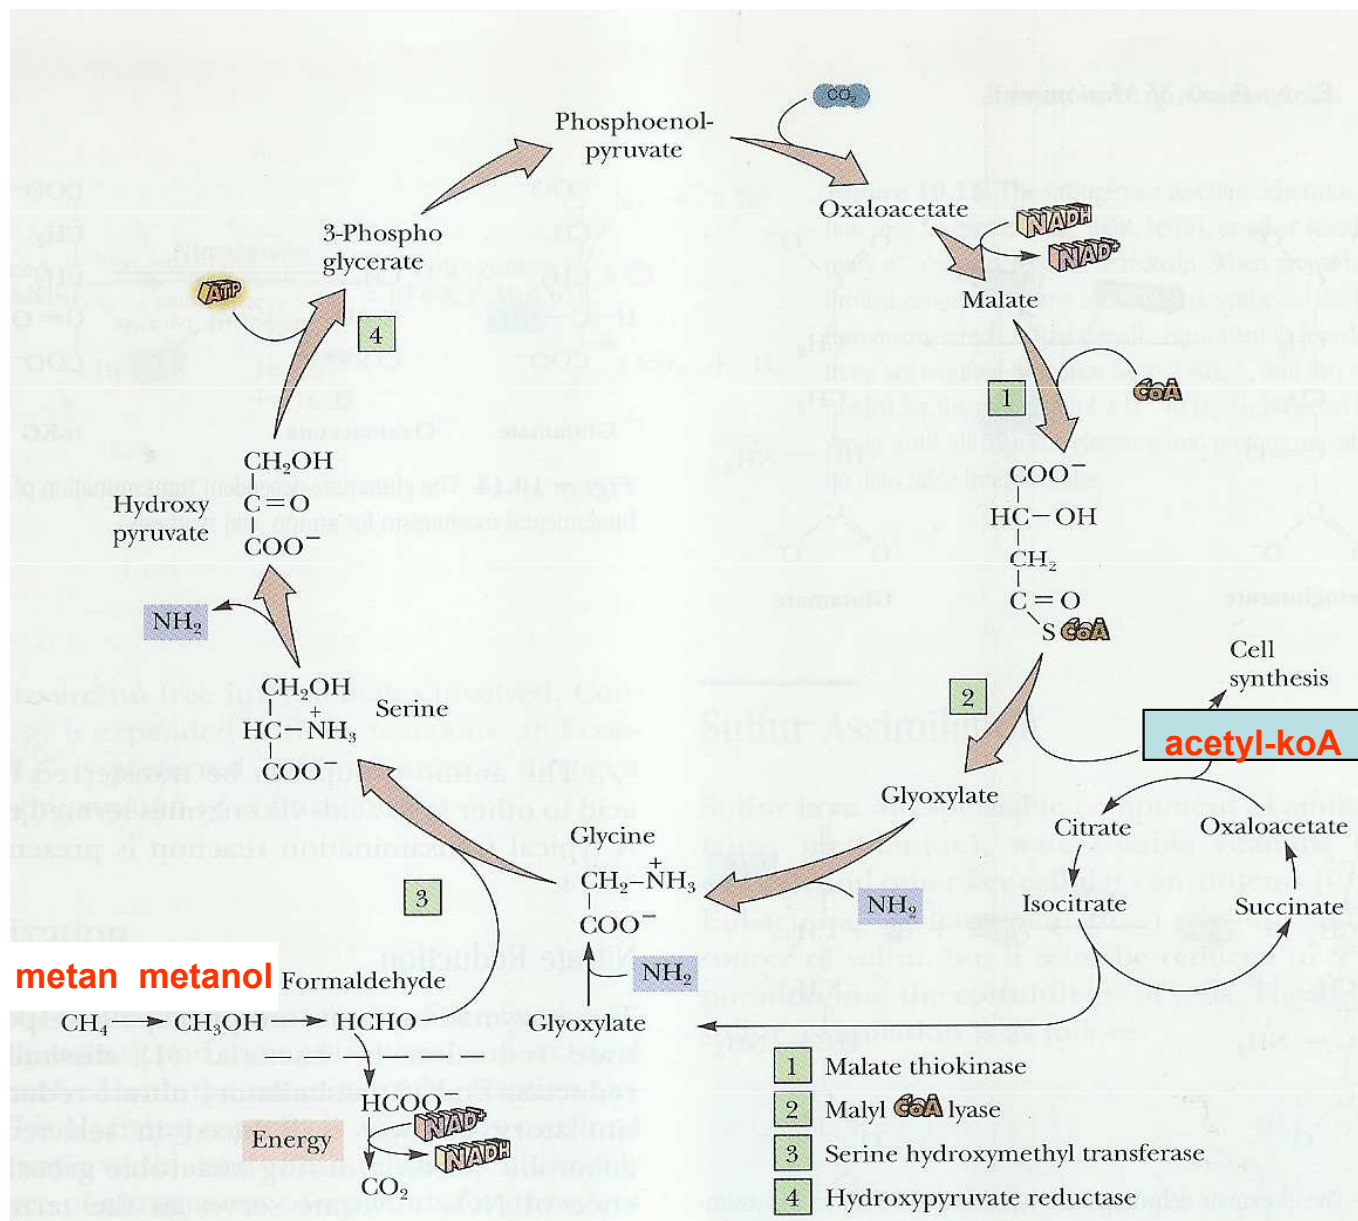 CO₂
Phosphoenol-
pyruvate
Oxaloacetate
NADH
NAD⁺
3-Phospho
glycerate
ATP
4
Malate
1
CoA
CH₂OH
C=O
COO⁻
Hydroxy
pyruvate
COO⁻
HC–OH
CH₂
C=O
S CoA
NH₂
Cell
synthesis
CH₂OH
HC–NH₃⁺
COO⁻
Serine
2
acetyl-koA
Glyoxylate
Citrate
Oxaloacetate
Glycine
CH₂–NH₃⁺
COO⁻
3
NH₂
Isocitrate
Succinate
metan metanol
Formaldehyde
NH₂
CH₄ CH₃OH HCHO
Glyoxylate
HCOO⁻
NAD⁺
Energy
NADH
CO₂
1 Malate thiokinase
2 Malyl CoA lyase
3 Serine hydroxymethyl transferase
4 Hydroxypyruvate reductase